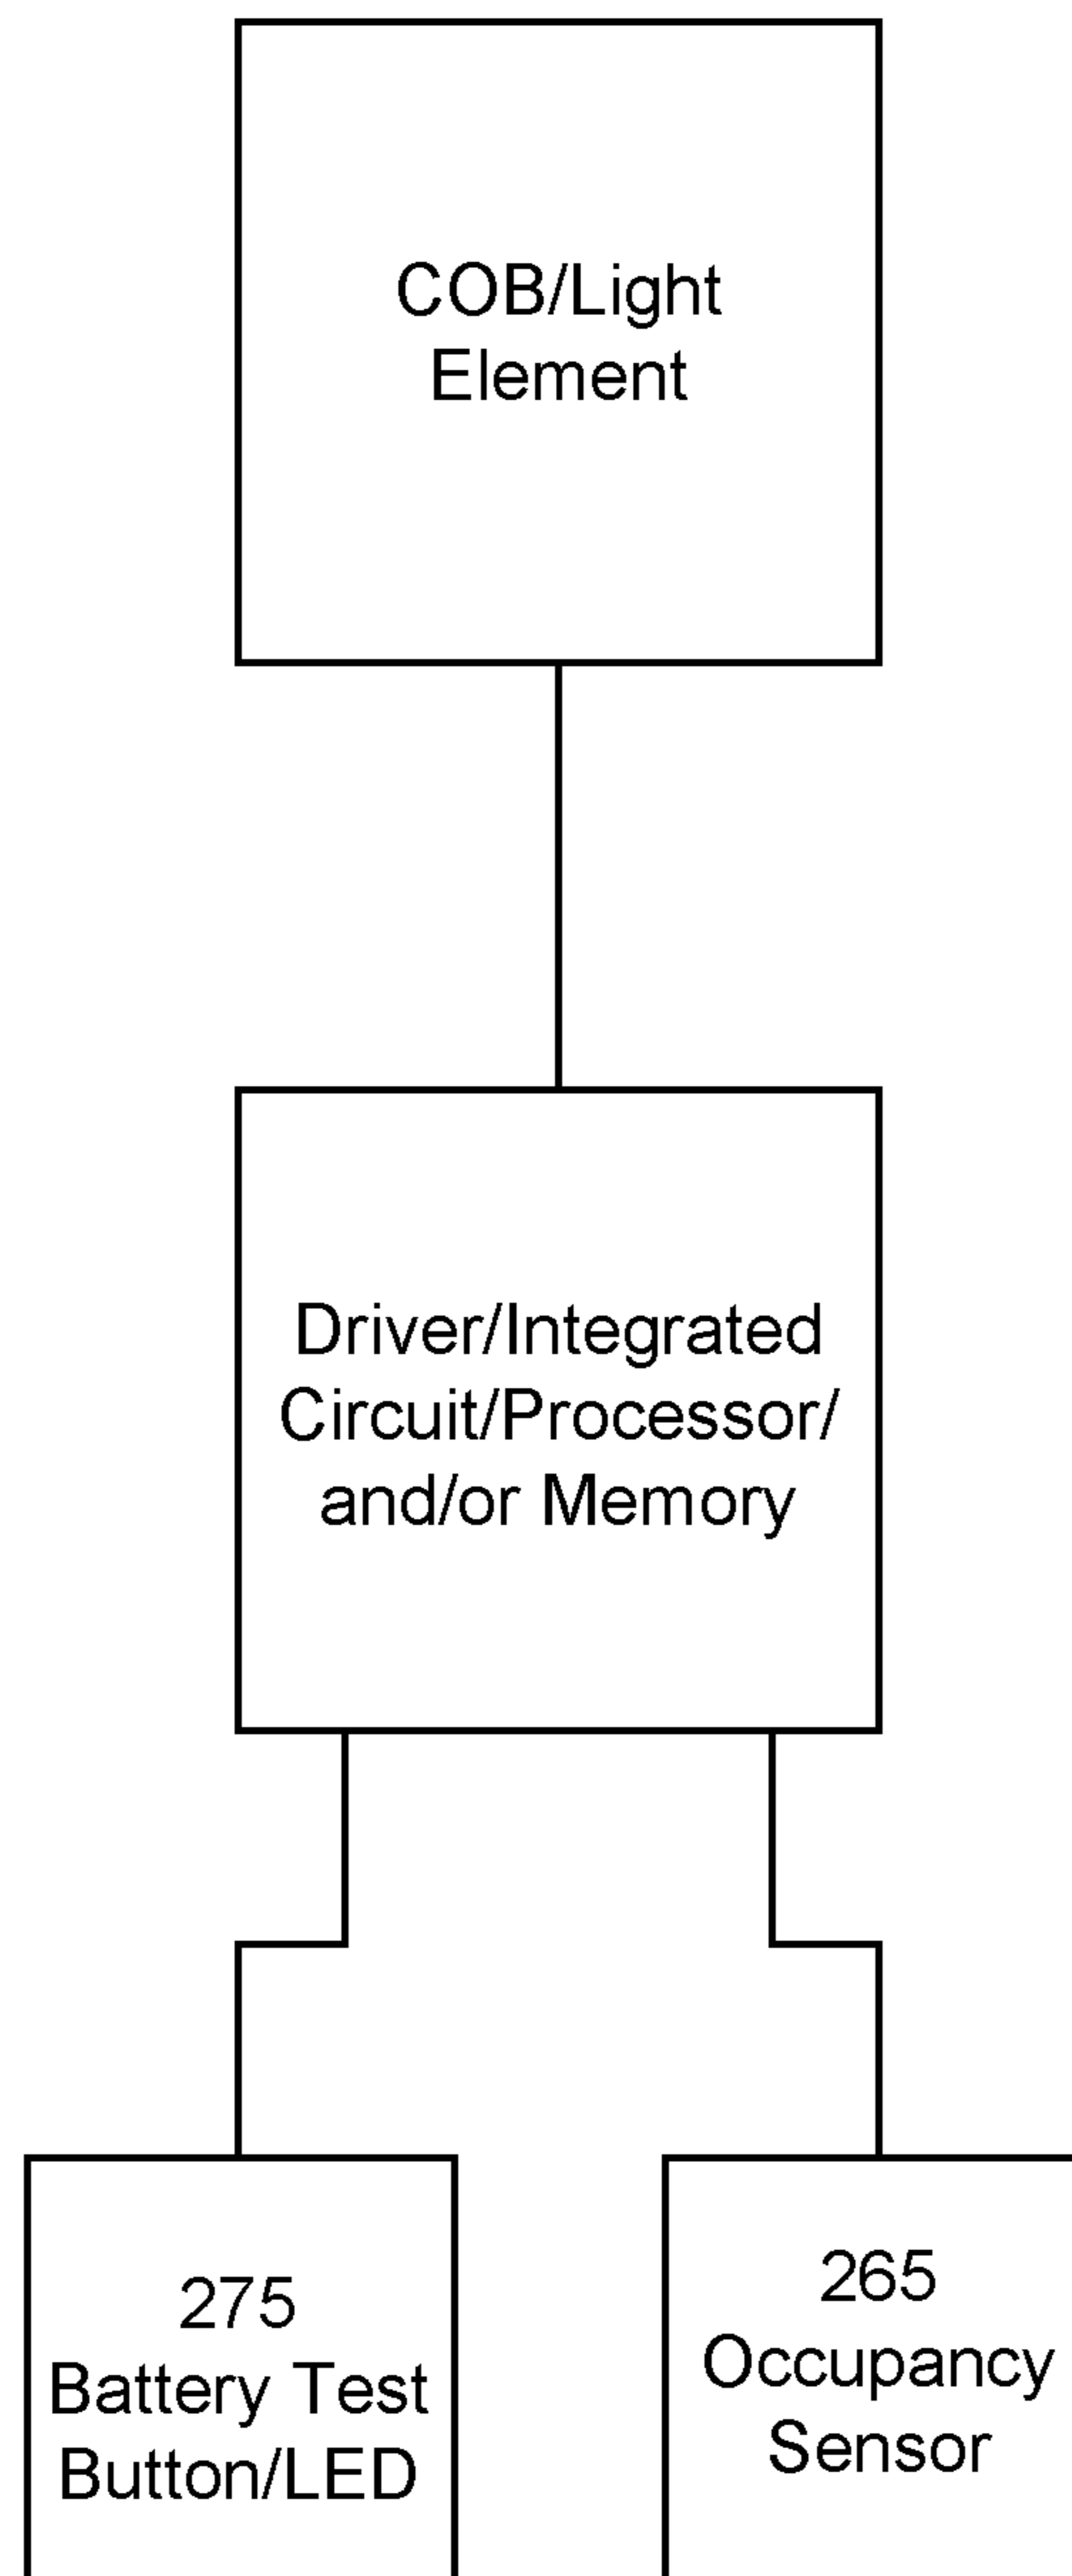 COB/Light
Element
Driver/Integrated
Circuit/Processor/
and/or Memory
275
Battery Test
Button/LED
265
Occupancy
Sensor